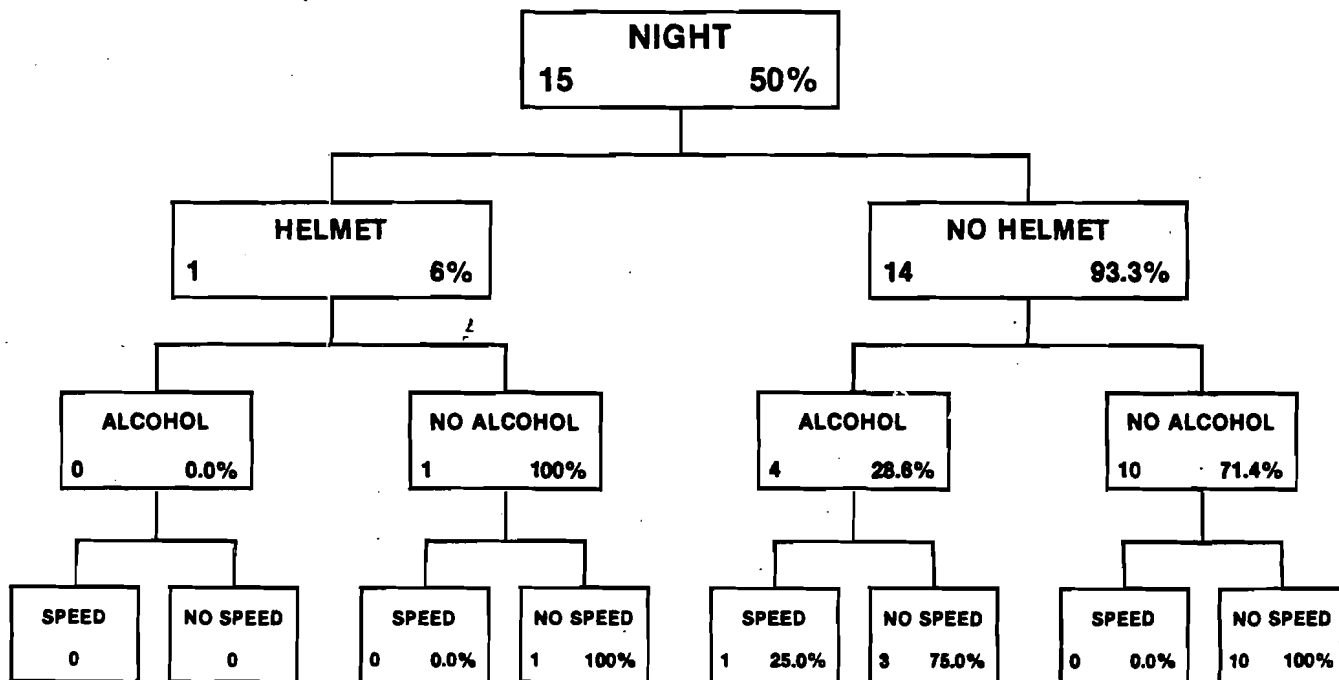 NIGHT
15 50%
HELMET
1 6%
NO HELMET
14 93.3%
ALCOHOL
0 0.0%
NO ALCOHOL
1 100%
ALCOHOL
4 28.6%
NO ALCOHOL
10 71.4%
SPEED
0
NO SPEED
0
SPEED
0 0.0%
NO SPEED
1 100%
SPEED
1 25.0%
NO SPEED
3 75.0%
SPEED
0 0.0%
NO SPEED
10 100%